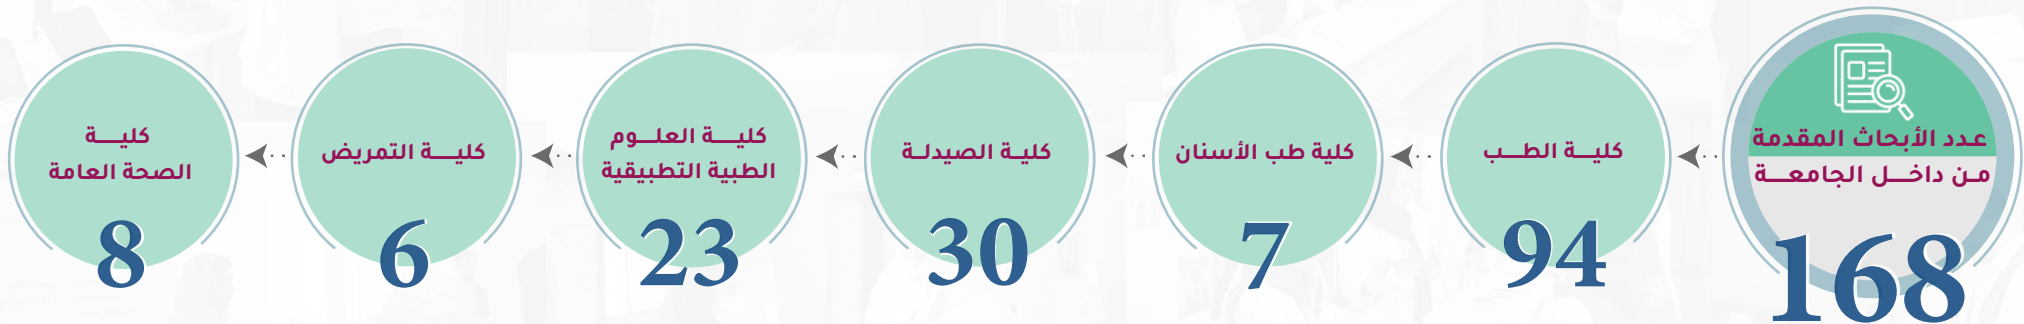 عدد الأبحاث المقدمة
من داخل الجامعة
168
كلية الطب
94
كلية طب الأسنان
7
كلية الصيدلة
30
كلية العلوم
الطبية التطبيقية
23
كلية التمريض
6
كلية
الصحة العامة
8